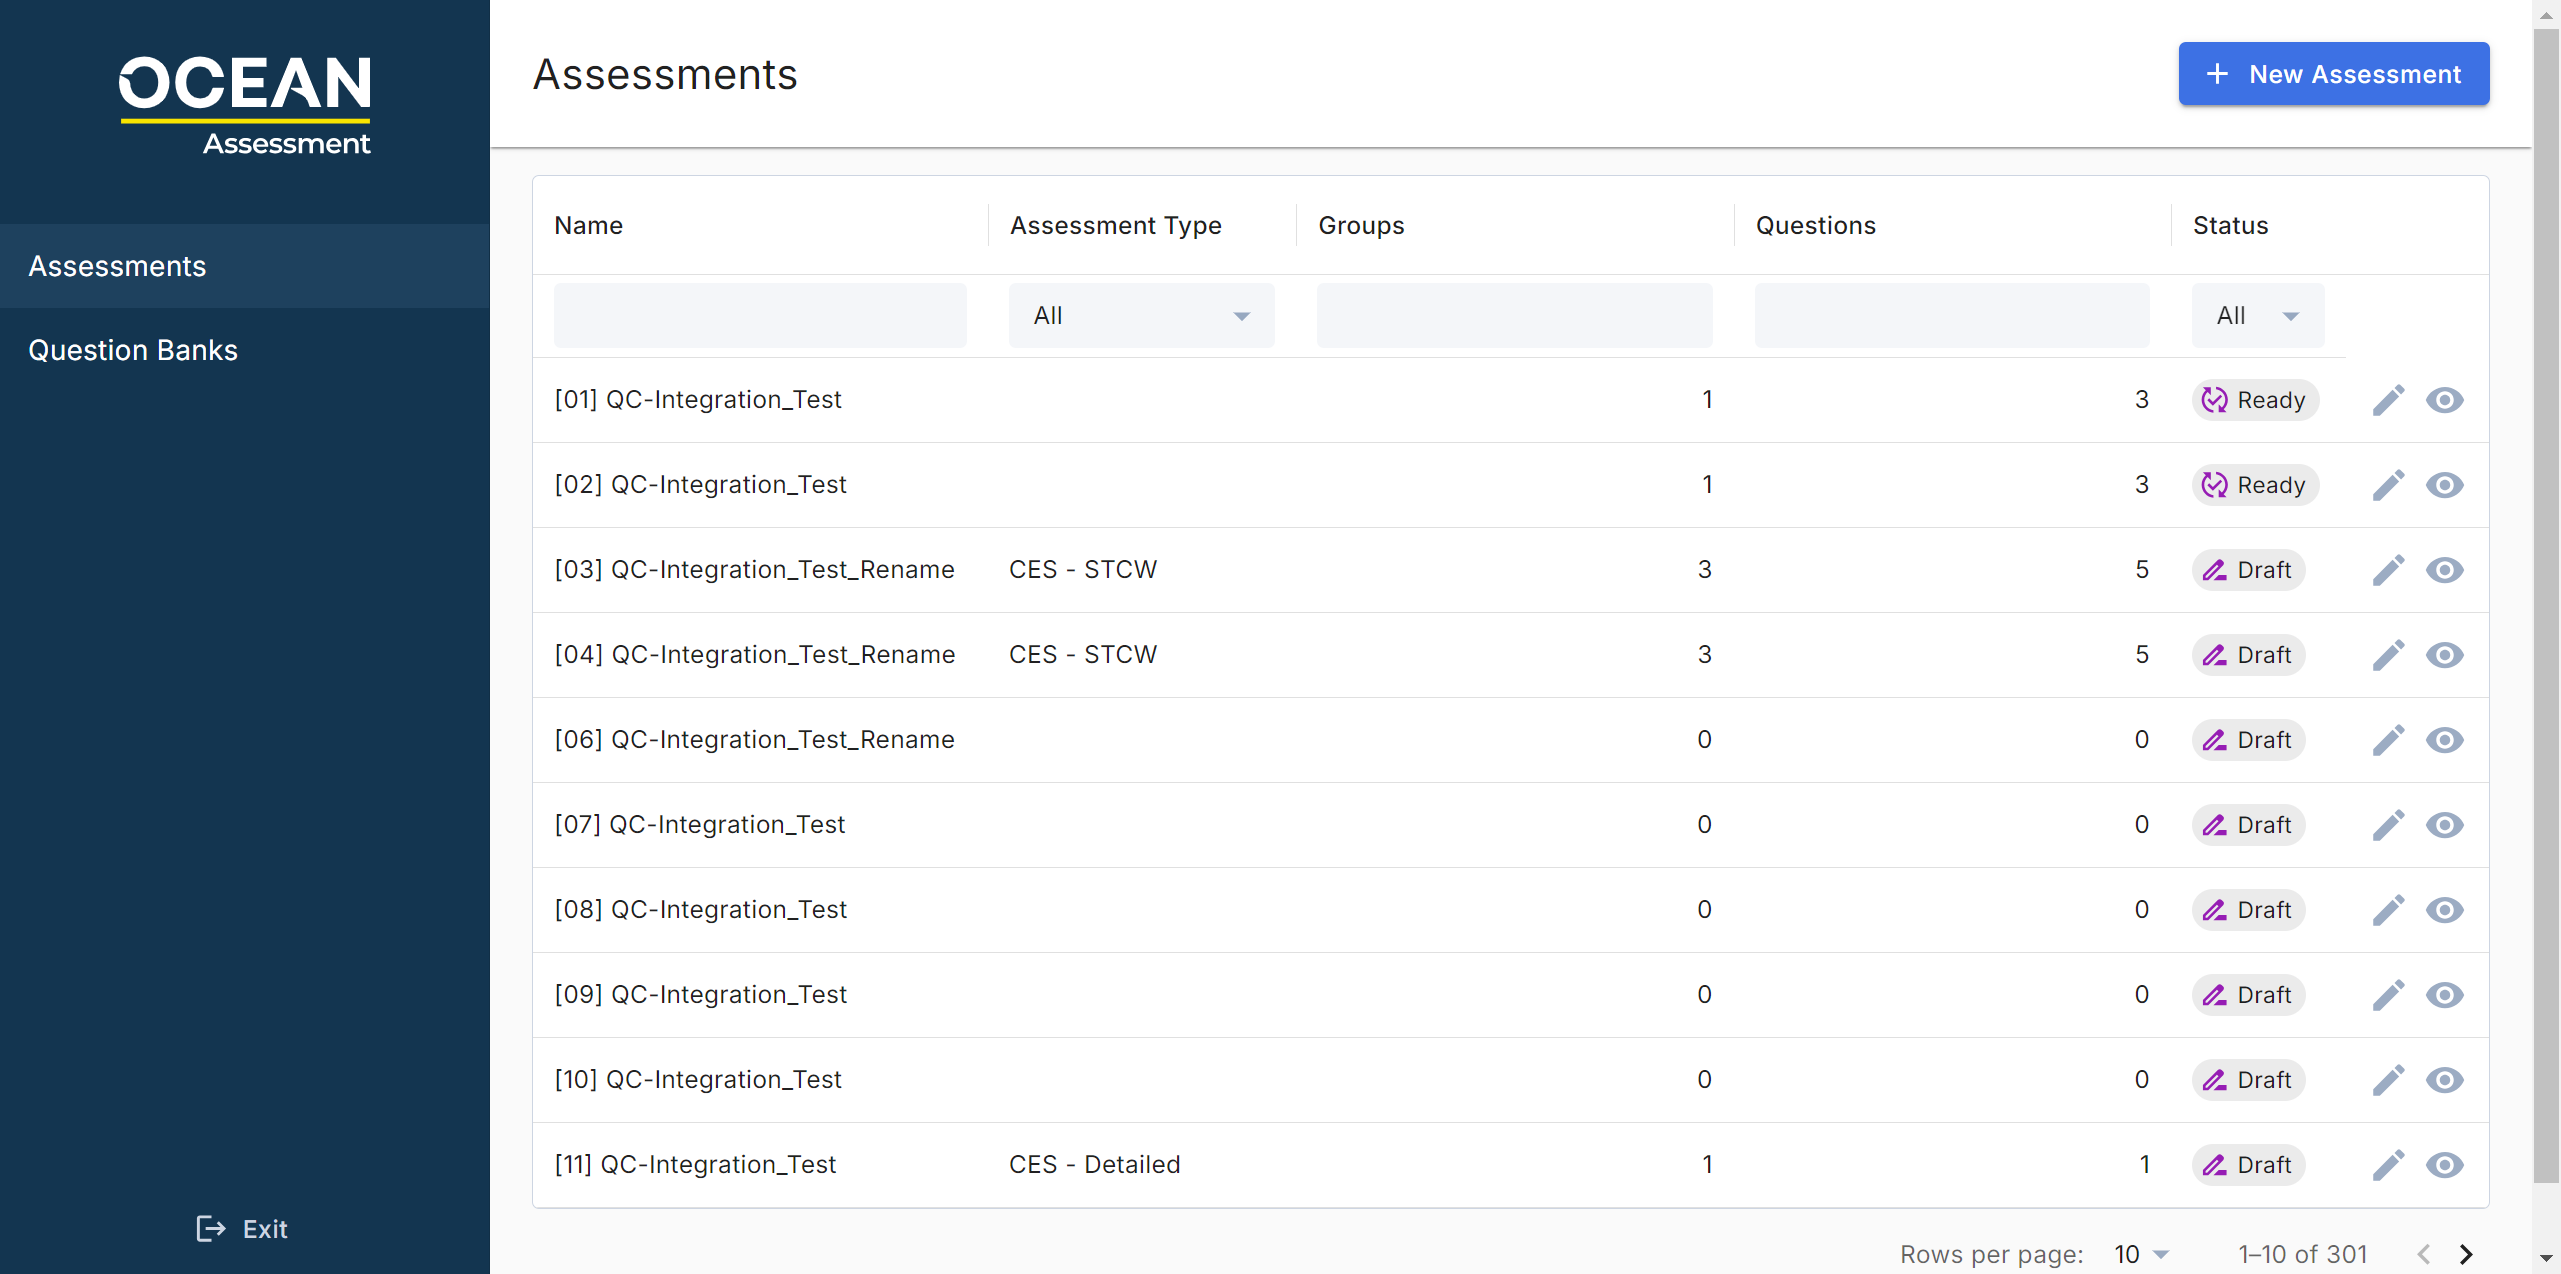 OCEAN
Assessment
Assessments
Question Banks
Exit
Assessments
New Assessment
Name Assessment Type Groups Questions Status
All All
[01] QC-Integration_Test 1 3 Ready
[02] QC-Integration_Test 1 3 Ready
[03] QC-Integration_Test_Rename CES - STCW 3 5 Draft
[04] QC-Integration_Test_Rename CES - STCW 3 5 Draft
[06] QC-Integration_Test_Rename 0 0 Draft
[07] QC-Integration_Test 0 0 Draft
[08] QC-Integration_Test 0 0 Draft
[09] QC-Integration_Test 0 0 Draft
[10] QC-Integration_Test 0 0 Draft
[11] QC-Integration_Test CES - Detailed 1 1 Draft
Rows per page: 10 1–10 of 301